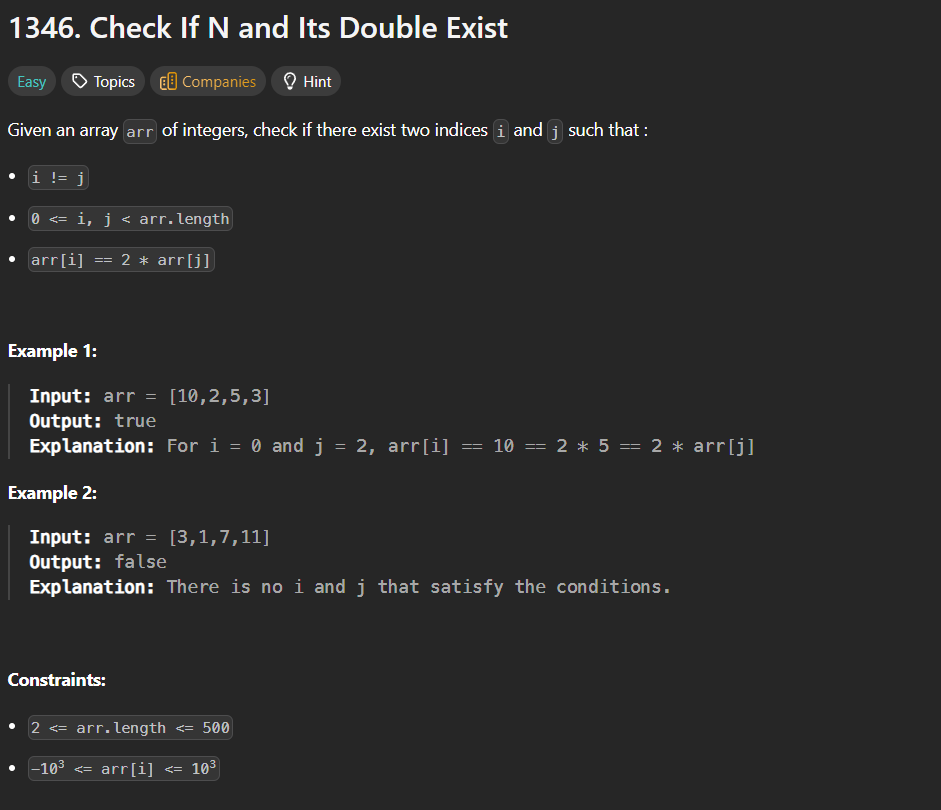 1346. Check If N and Its Double Exist
Easy Topics Companies Hint
Given an array arr of integers, check if there exist two indices i and j such that :
• i != j
• 0 <= i, j < arr.length
• arr[i] == 2 * arr[j]
Example 1:
Input: arr = [10,2,5,3]
Output: true
Explanation: For i = 0 and j = 2, arr[i] == 10 == 2 * 5 == 2 * arr[j]
Example 2:
Input: arr = [3,1,7,11]
Output: false
Explanation: There is no i and j that satisfy the conditions.
Constraints:
• 2 <= arr.length <= 500
• -10³ <= arr[i] <= 10³